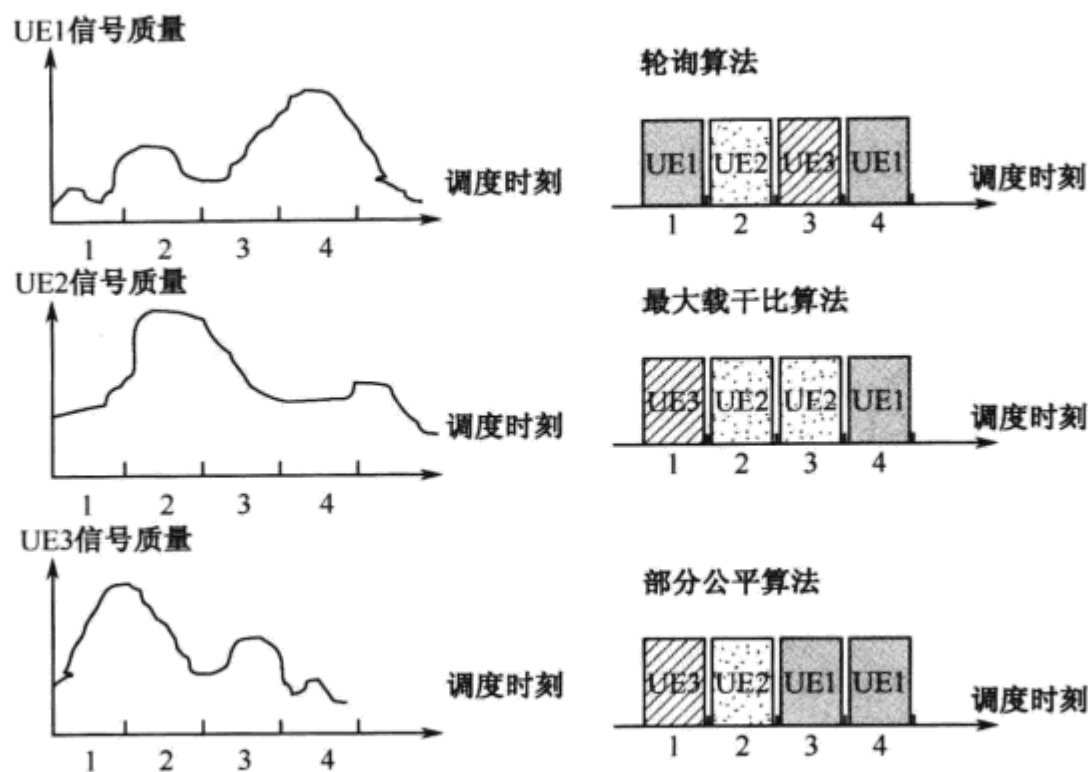 UE1信号质量
调度时刻
1 2 3 4
UE2信号质量
调度时刻
1 2 3 4
UE3信号质量
调度时刻
1 2 3 4
轮询算法
UE1 UE2 UE3 UE1
调度时刻
1 2 3 4
最大载干比算法
UE3 UE2 UE2 UE1
调度时刻
1 2 3 4
部分公平算法
UE3 UE2 UE1 UE1
调度时刻
1 2 3 4